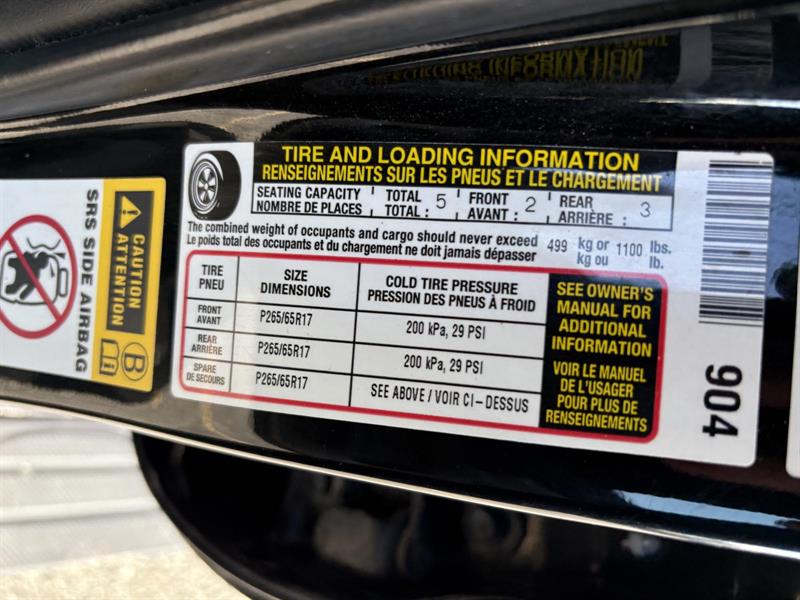 TIRE AND LOADING INFORMATION
RENSEIGNEMENTS SUR LES PNEUS ET LE CHARGEMENT
SEATING CAPACITY TOTAL 5 FRONT 2 REAR 3
NOMBRE DE PLACES TOTAL : AVANT : ARRIÈRE :
The combined weight of occupants and cargo should never exceed 499 kg or 1100 lbs.
Le poids total des occupants et du chargement ne doit jamais dépasser kg ou lb.
TIRE SIZE COLD TIRE PRESSURE
PNEU DIMENSIONS PRESSION DES PNEUS À FROID
FRONT
AVANT P265/65R17 200 kPa, 29 PSI
REAR
ARRIÈRE P265/65R17 200 kPa, 29 PSI
SPARE
DE SECOURS P265/65R17 SEE ABOVE / VOIR CI-DESSUS
SEE OWNER'S
MANUAL FOR
ADDITIONAL
INFORMATION
VOIR LE MANUEL
DE L'USAGER
POUR PLUS DE
RENSEIGNEMENTS
904
CAUTION
ATTENTION
SRS SIDE AIRBAG
B
i